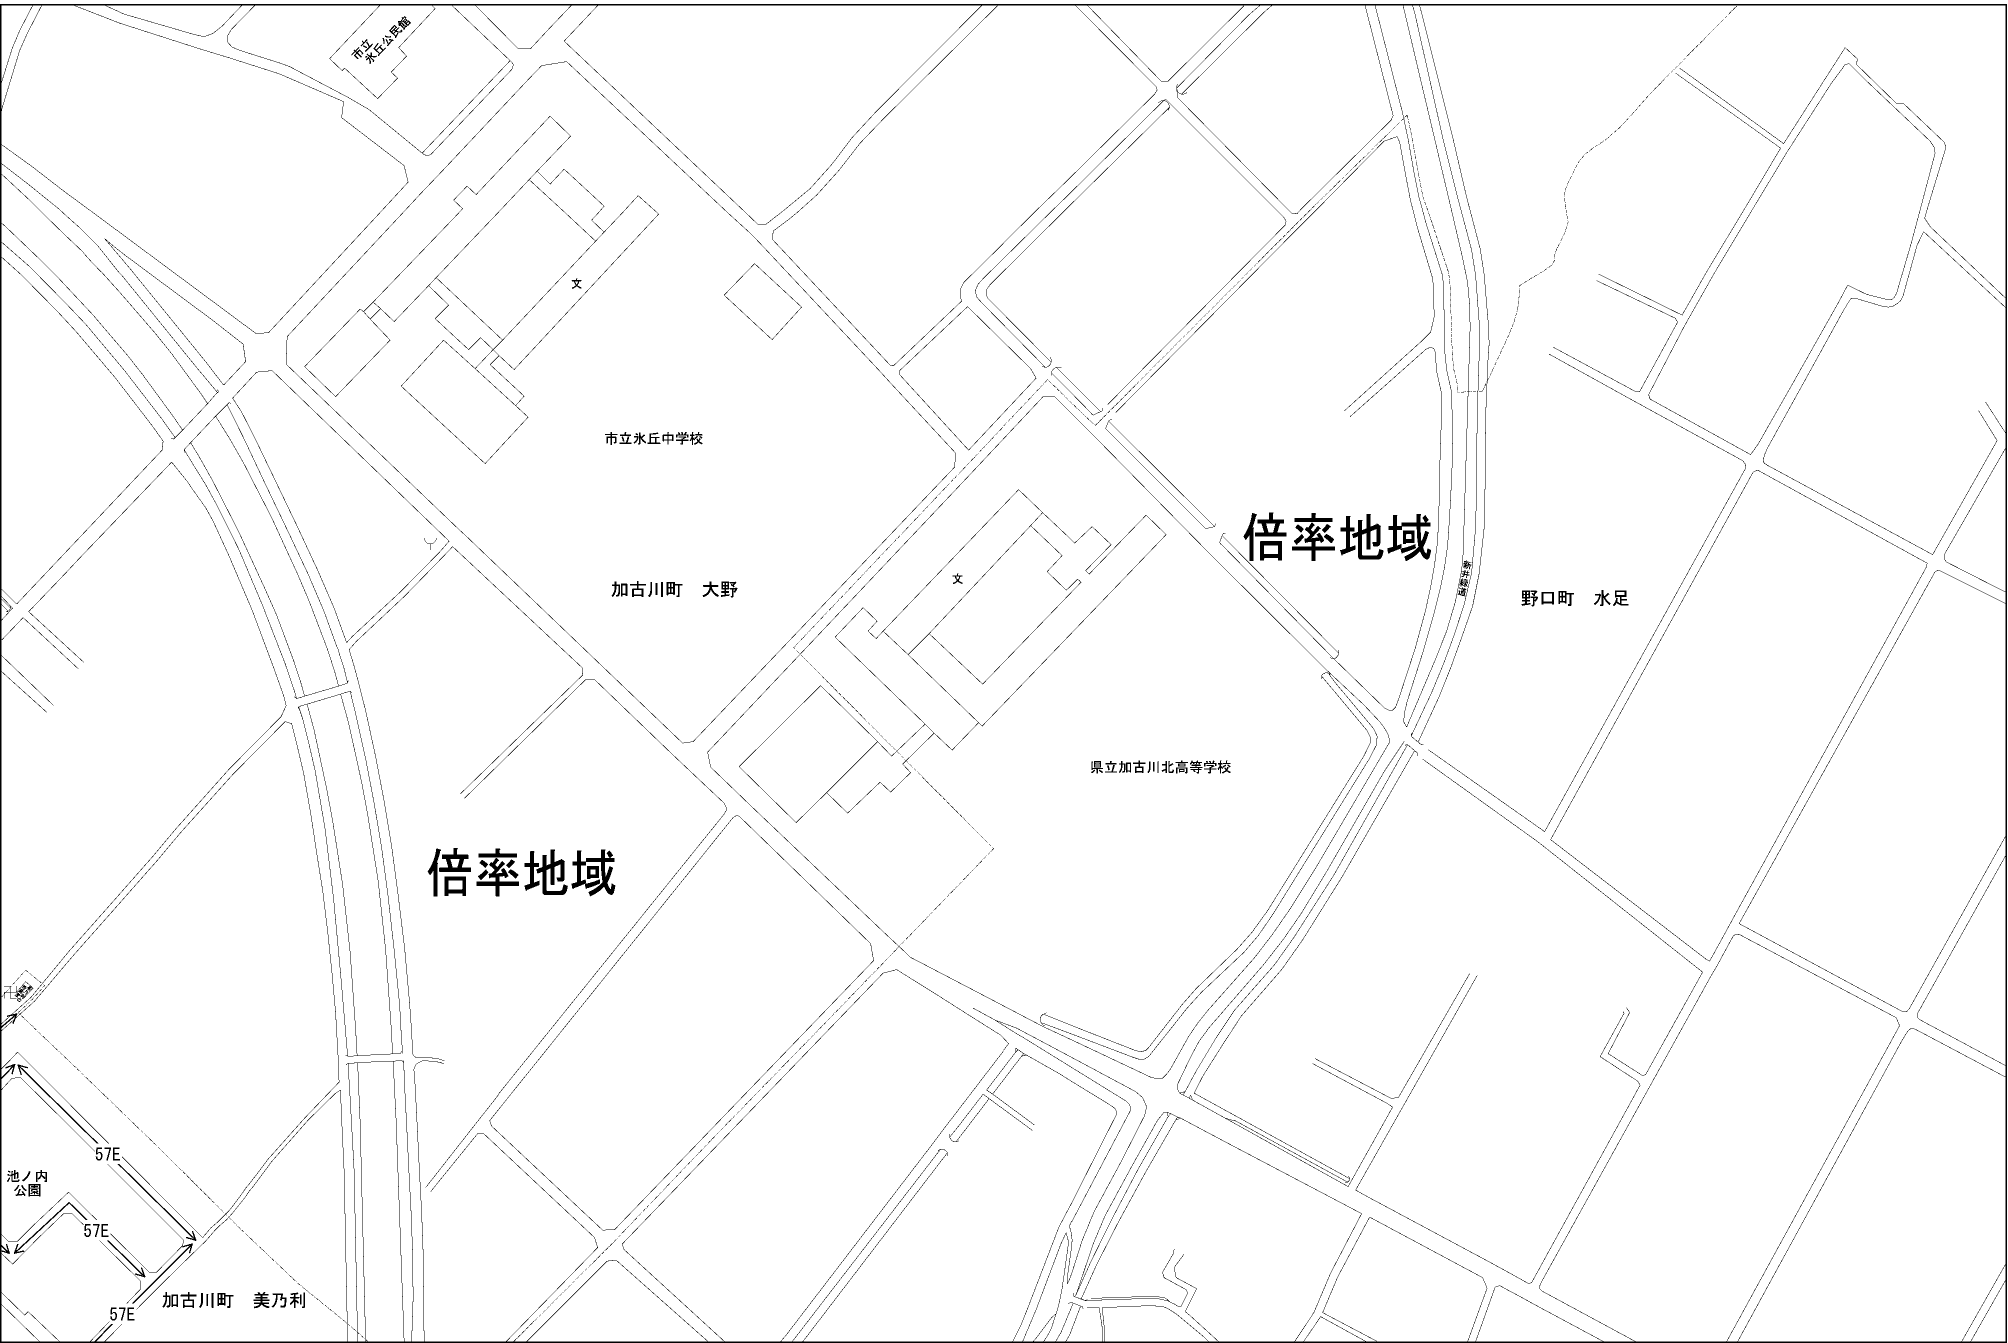 市立
氷丘公民館
文
市立氷丘中学校
倍率地域
文
加古川町　大野
野口町　水足
県立加古川北高等学校
倍率地域
57E
池ノ内
公園
57E
57E
加古川町　美乃利